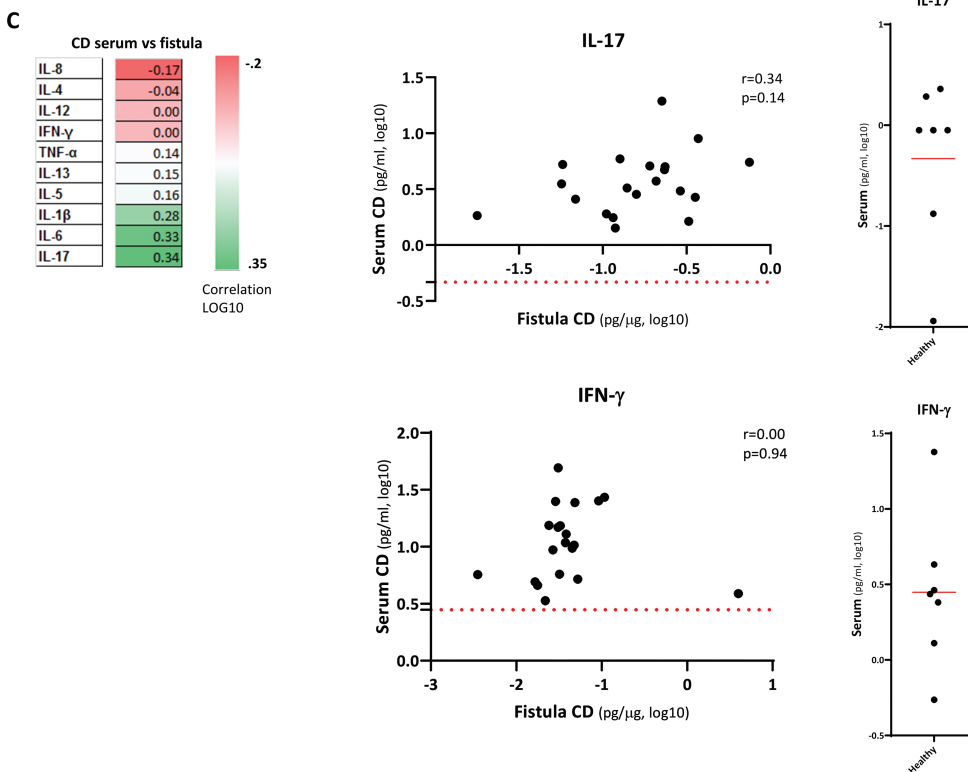 C
CD serum vs fistula
IL-8 -0.17
IL-4 -0.04
IL-12 0.00
IFN-γ 0.00
TNF-α 0.14
IL-13 0.15
IL-5 0.16
IL-1β 0.28
IL-6 0.33
IL-17 0.34
-.2
.35
Correlation
LOG10
IL-17
r=0.34
p=0.14
Serum CD (pg/ml, log10)
1.5
1.0
0.5
0.0
-0.5
-1.5 -1.0 -0.5 0.0
Fistula CD (pg/μg, log10)
IL-17
Serum (pg/ml, log10)
1
0
-1
-2
Healthy
IFN-γ
r=0.00
p=0.94
Serum CD (pg/ml, log10)
2.0
1.5
1.0
0.5
0.0
-3 -2 -1 0 1
Fistula CD (pg/μg, log10)
IFN-γ
Serum (pg/ml, log10)
1.5
1.0
0.5
0.0
-0.5
Healthy